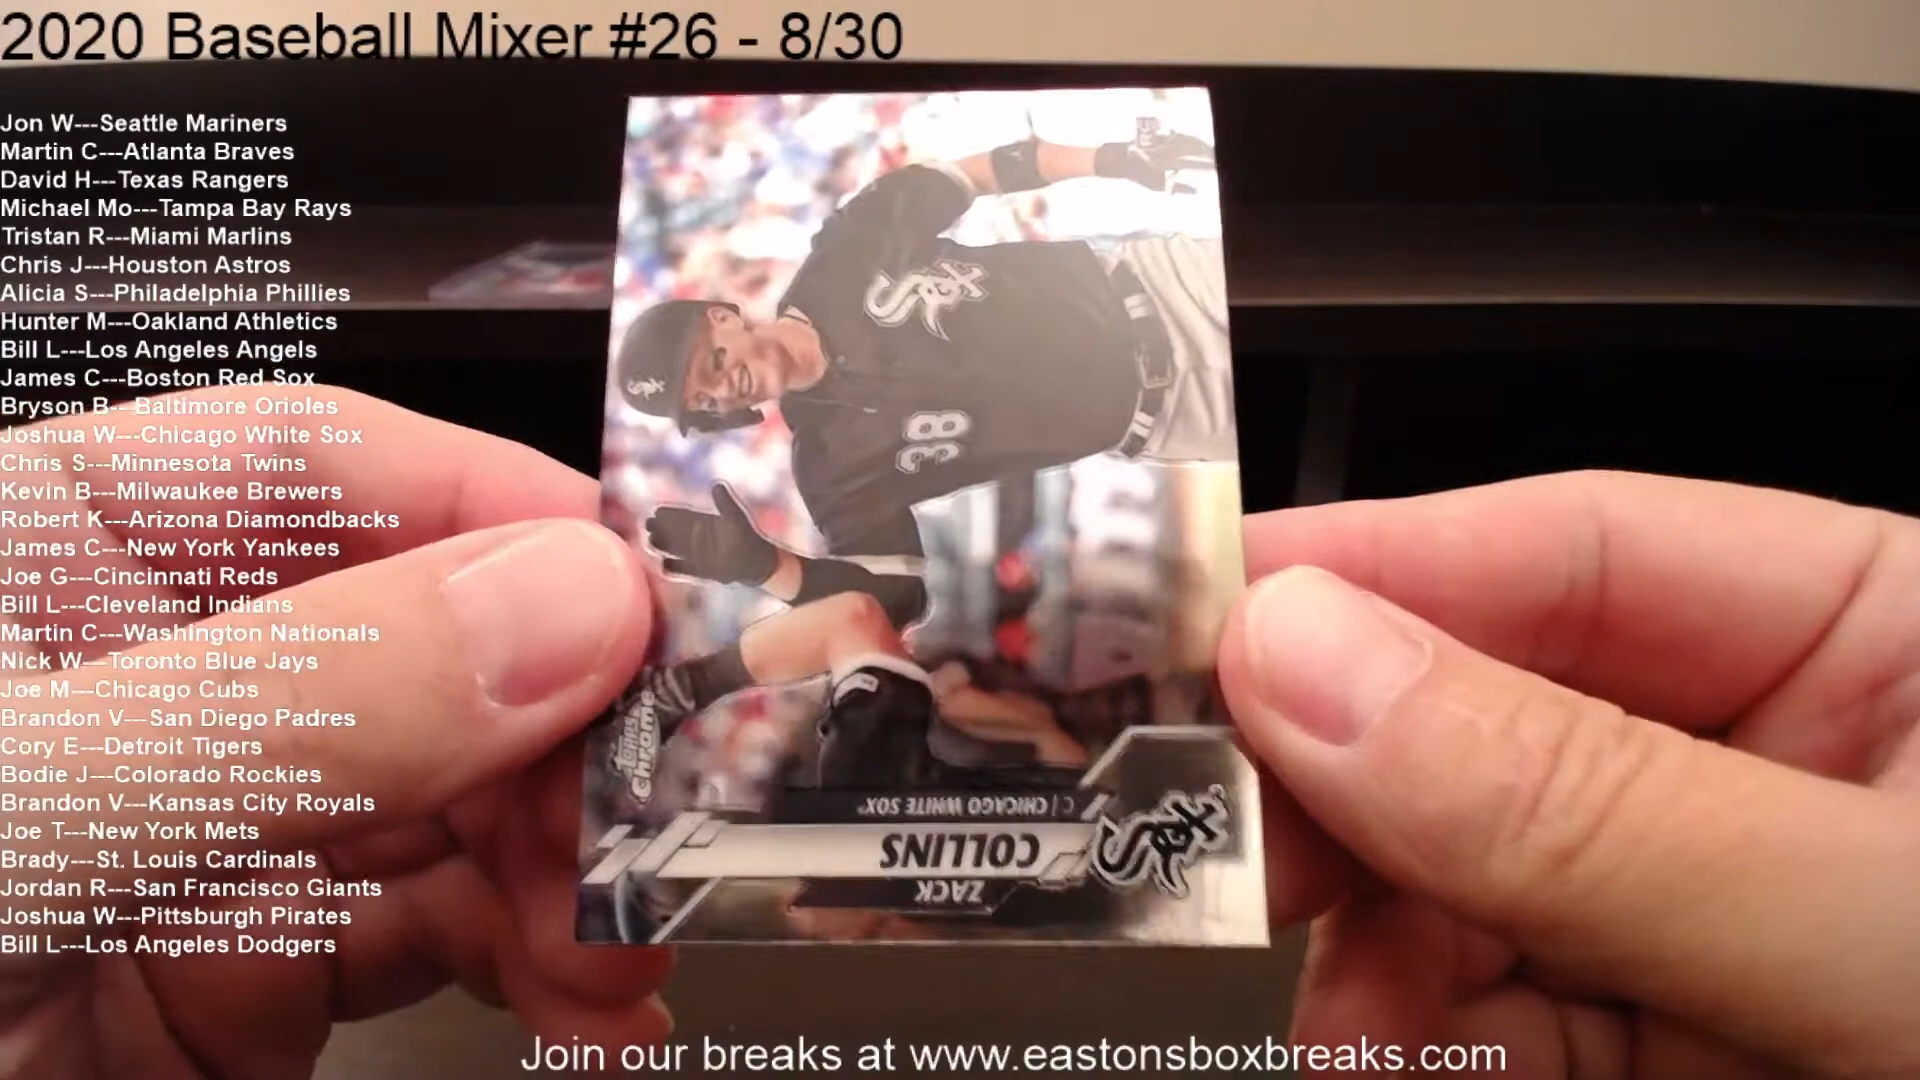 2020 Baseball Mixer #26 - 8/30
Jon W---Seattle Mariners
Martin C---Atlanta Braves
David H---Texas Rangers
Michael Mo---Tampa Bay Rays
Tristan R---Miami Marlins
Chris J---Houston Astros
Alicia S---Philadelphia Phillies
Hunter M---Oakland Athletics
Bill L---Los Angeles Angels
James C---Boston Red Sox
Bryson B---Baltimore Orioles
Joshua W---Chicago White Sox
Chris S---Minnesota Twins
Kevin B---Milwaukee Brewers
Robert K---Arizona Diamondbacks
James C---New York Yankees
Joe G---Cincinnati Reds
Bill L---Cleveland Indians
Martin C---Washington Nationals
Nick W---Toronto Blue Jays
Joe M---Chicago Cubs
Brandon V---San Diego Padres
Cory E---Detroit Tigers
Bodie J---Colorado Rockies
Brandon V---Kansas City Royals
Joe T---New York Mets
Brady---St. Louis Cardinals
Jordan R---San Francisco Giants
Joshua W---Pittsburgh Pirates
Bill L---Los Angeles Dodgers
Sox
Sox
38
TOPPS
Chrome
ZACK
COLLINS
C | CHICAGO WHITE SOX
Sox
Join our breaks at www.eastonsboxbreaks.com